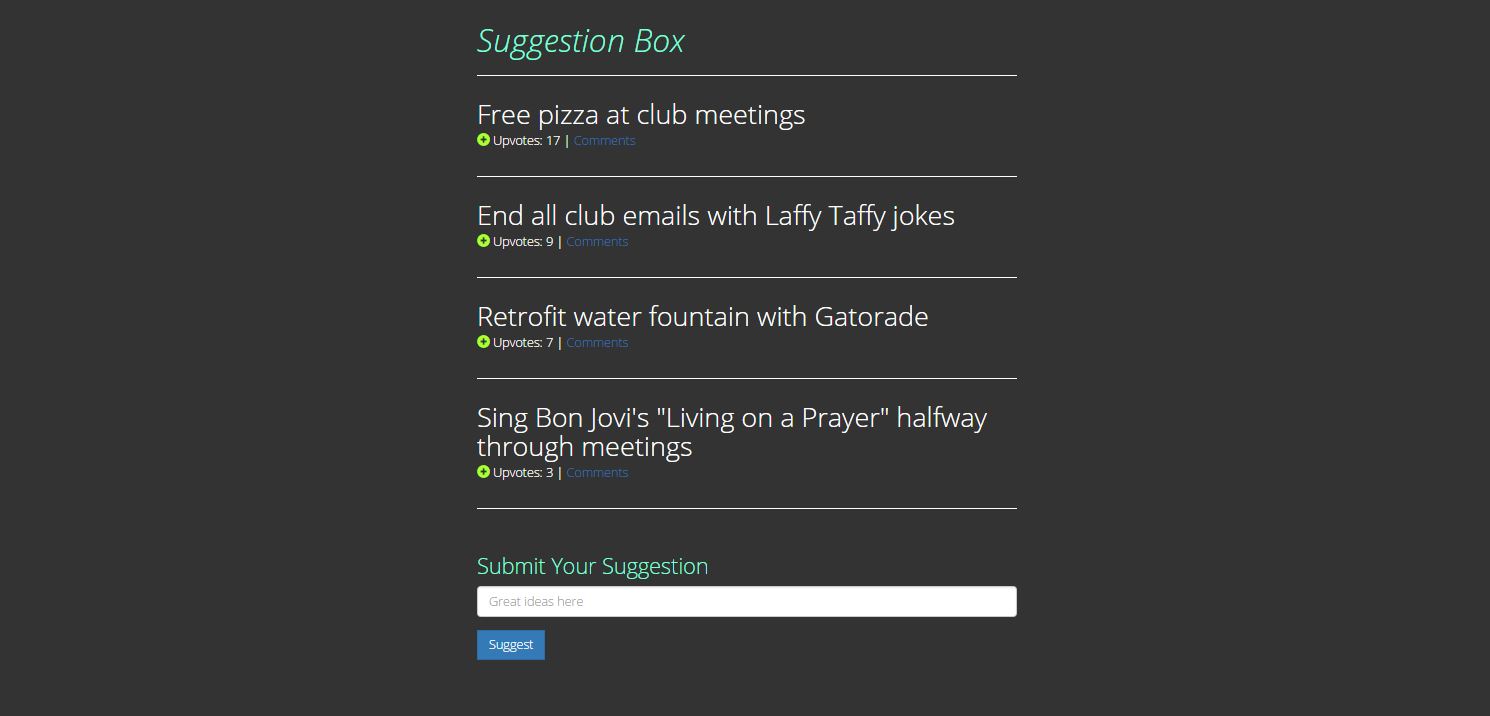 Suggestion Box
Free pizza at club meetings
Upvotes: 17 | Comments
End all club emails with Laffy Taffy jokes
Upvotes: 9 | Comments
Retrofit water fountain with Gatorade
Upvotes: 7 | Comments
Sing Bon Jovi's "Living on a Prayer" halfway
through meetings
Upvotes: 3 | Comments
Submit Your Suggestion
Great ideas here
Suggest